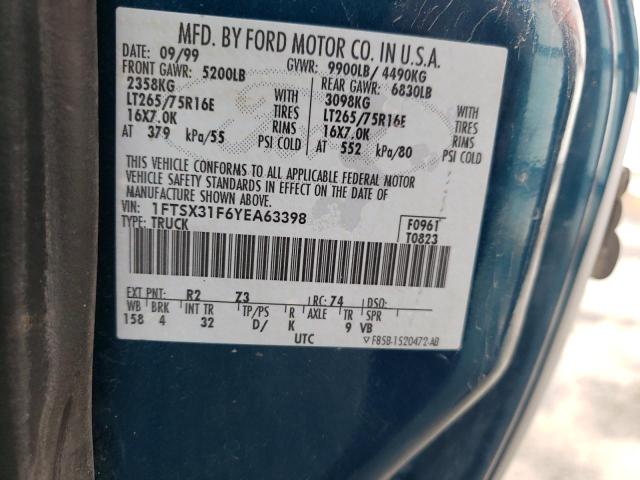 MFD. BY FORD MOTOR CO. IN U.S.A.
DATE: 09/99 GVWR: 9900LB/ 4490KG
FRONT GAWR: 5200LB REAR GAWR: 6830LB
2358KG WITH 3098KG WITH
LT265/75R16E TIRES LT265/75R16E TIRES
16X7.0K RIMS 16X7.0K RIMS
AT 379 kPa/55 PSI COLD AT 552 kPa/80 PSI COLD
THIS VEHICLE CONFORMS TO ALL APPLICABLE FEDERAL MOTOR
VEHICLE SAFETY STANDARDS IN EFFECT ON THE DATE OF
MANUFACTURE SHOWN ABOVE.
VIN: 1FTSX31F6YEA63398 F0961
TYPE: TRUCK T0823
EXT PNT: R2 Z3 RC: 74 DSO:
WB BRK INT TR TP/PS R AXLE TR SPR
158 4 32 D/ K 9 VB
UTC F85B-1520472-AB